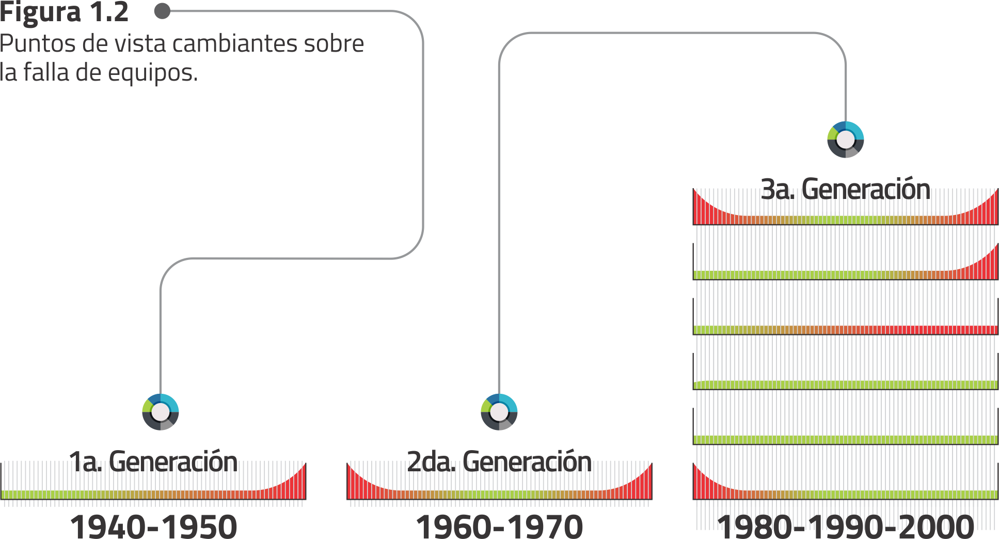 Figura 1.2
Puntos de vista cambiantes sobre
la falla de equipos.
1a. Generación
1940-1950
2da. Generación
1960-1970
3a. Generación
1980-1990-2000